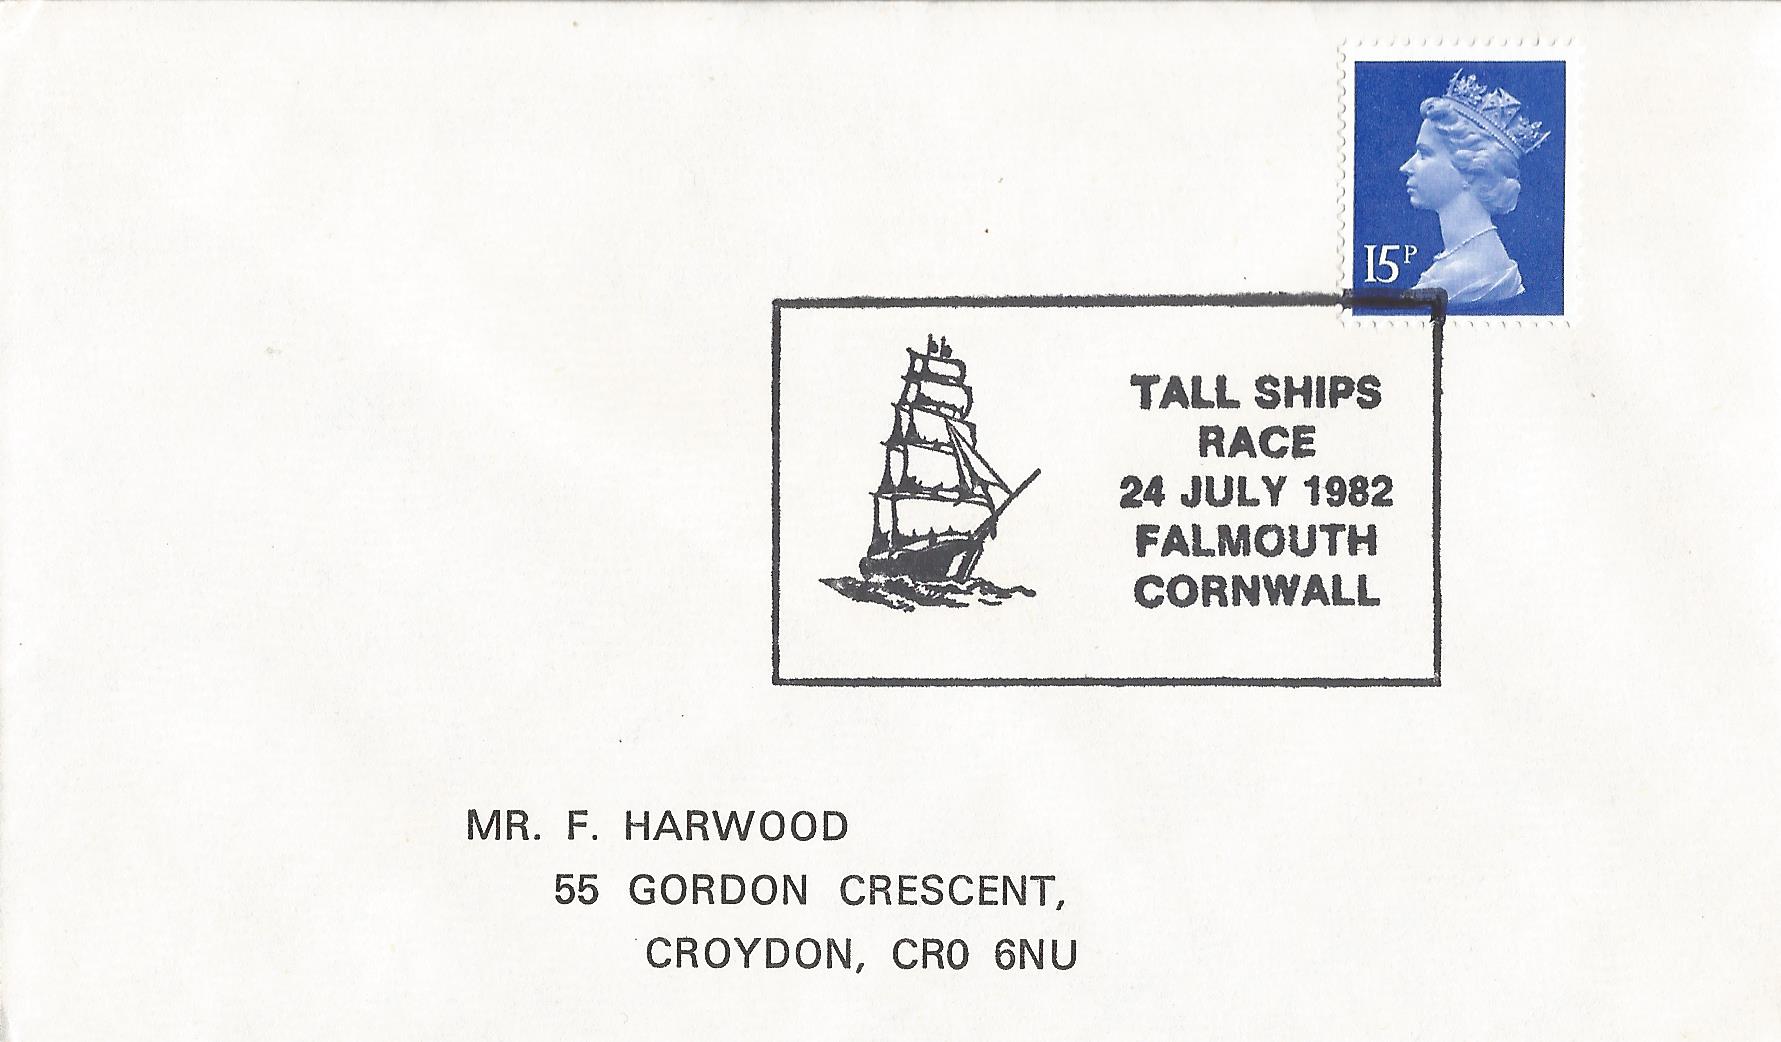 15P
TALL SHIPS
RACE
24 JULY 1982
FALMOUTH
CORNWALL
MR. F. HARWOOD
55 GORDON CRESCENT,
CROYDON, CR0 6NU